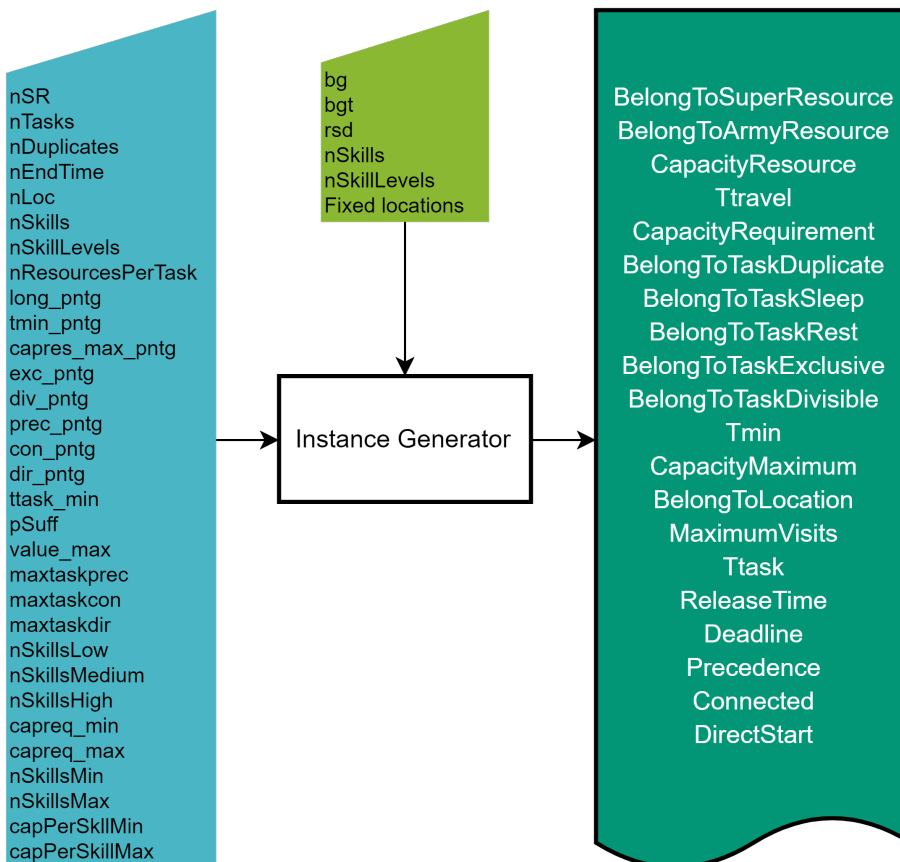 nSR
nTasks
nDuplicates
nEndTime
nLoc
nSkills
nSkillLevels
nResourcesPerTask
long_pntg
tmin_pntg
capres_max_pntg
exc_pntg
div_pntg
prec_pntg
con_pntg
dir_pntg
ttask_min
pSuff
value_max
maxtaskprec
maxtaskcon
maxtaskdir
nSkillsLow
nSkillsMedium
nSkillsHigh
capreq_min
capreq_max
nSkillsMin
nSkillsMax
capPerSkllMin
capPerSkillMax
bg
bgt
rsd
nSkills
nSkillLevels
Fixed locations
Instance Generator
BelongToSuperResource
BelongToArmyResource
CapacityResource
Ttravel
CapacityRequirement
BelongToTaskDuplicate
BelongToTaskSleep
BelongToTaskRest
BelongToTaskExclusive
BelongToTaskDivisible
Tmin
CapacityMaximum
BelongToLocation
MaximumVisits
Ttask
ReleaseTime
Deadline
Precedence
Connected
DirectStart